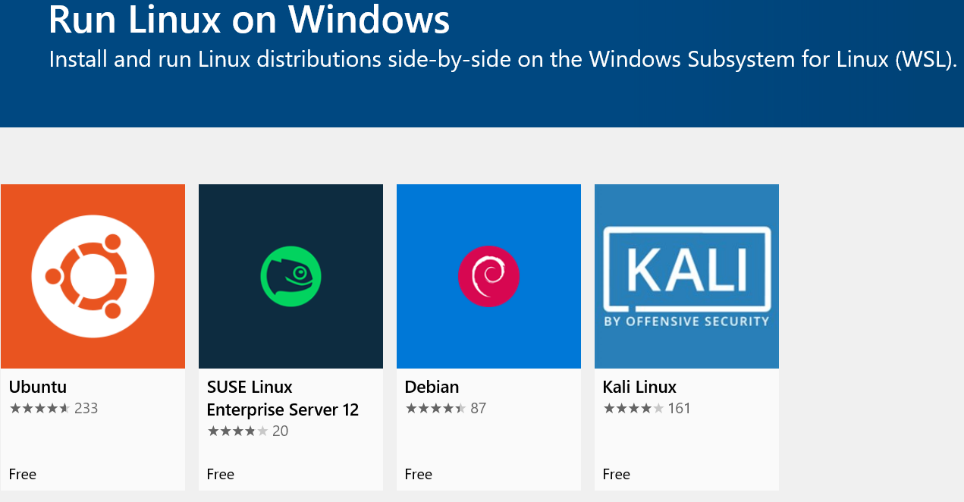 Run Linux on Windows
Install and run Linux distributions side-by-side on the Windows Subsystem for Linux (WSL).
KALI
BY OFFENSIVE SECURITY
Ubuntu
233
Free
SUSE Linux
Enterprise Server 12
20
Free
Debian
87
Free
Kali Linux
161
Free